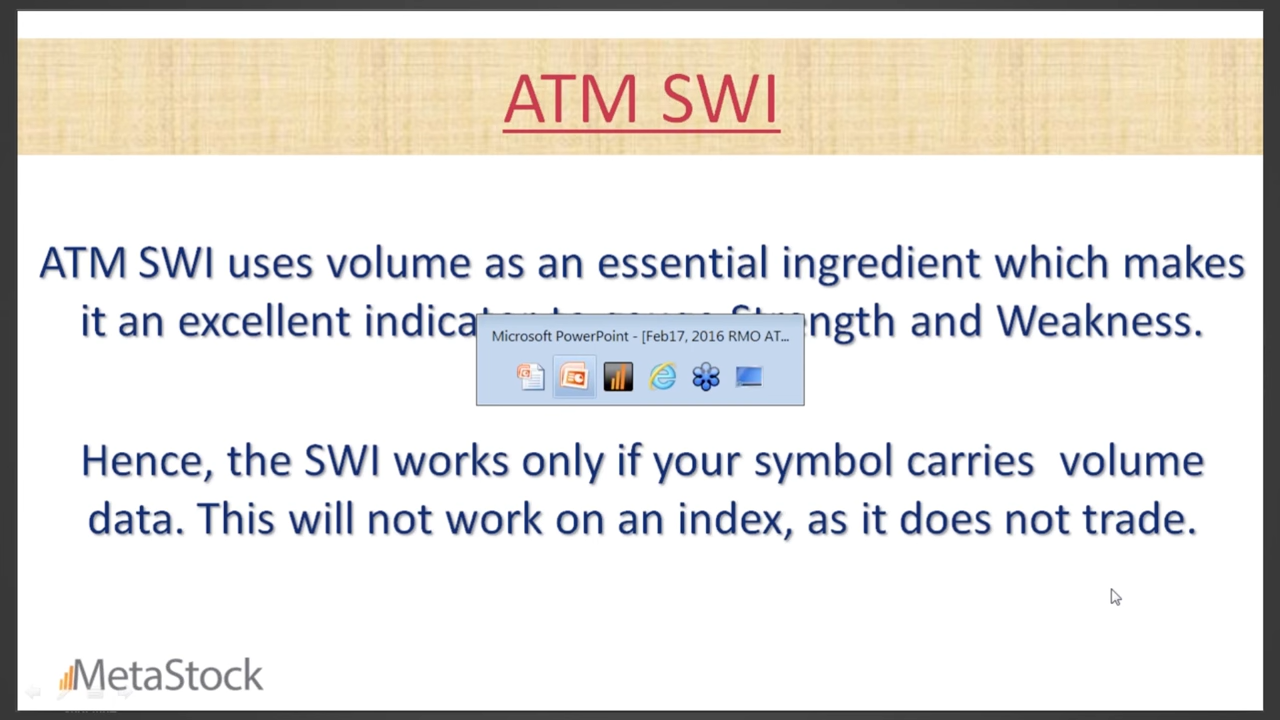 ATM SWI
ATM SWI uses volume as an essential ingredient which makes
it an excellent indicator to gauge Strength and Weakness.
Microsoft PowerPoint - [Feb17, 2016 RMO AT...
Hence, the SWI works only if your symbol carries volume
data. This will not work on an index, as it does not trade.
MetaStock